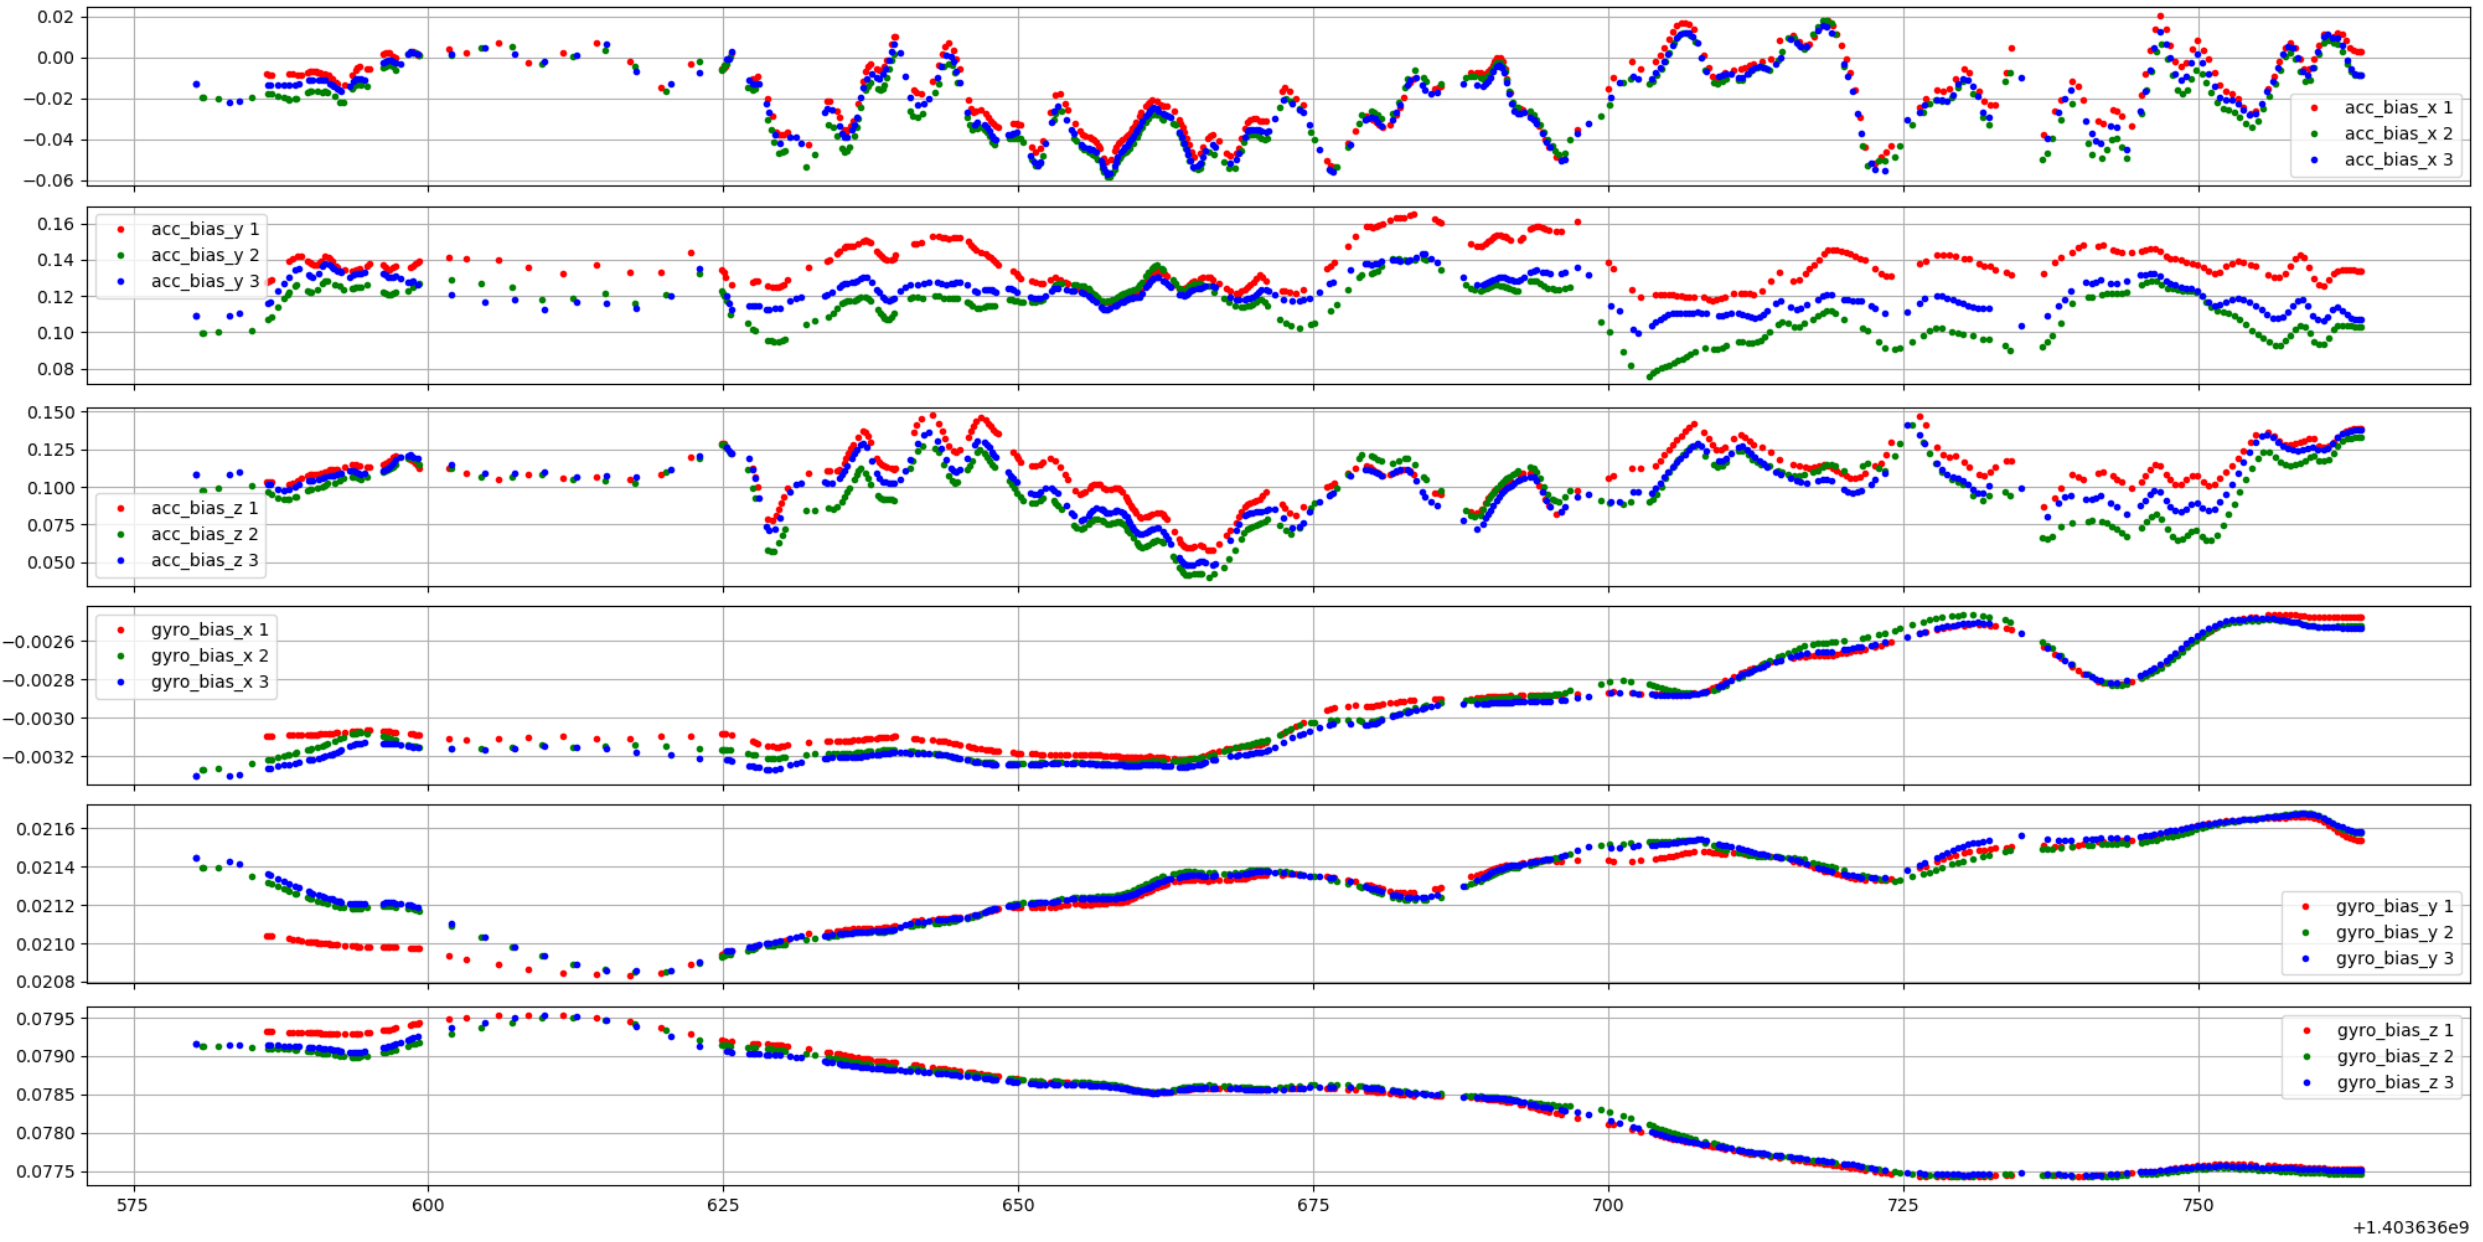 0.02
0.00
−0.02
−0.04
−0.06
acc_bias_x 1
acc_bias_x 2
acc_bias_x 3
0.16
0.14
0.12
0.10
0.08
acc_bias_y 1
acc_bias_y 2
acc_bias_y 3
0.150
0.125
0.100
0.075
0.050
acc_bias_z 1
acc_bias_z 2
acc_bias_z 3
−0.0026
−0.0028
−0.0030
−0.0032
gyro_bias_x 1
gyro_bias_x 2
gyro_bias_x 3
0.0216
0.0214
0.0212
0.0210
0.0208
gyro_bias_y 1
gyro_bias_y 2
gyro_bias_y 3
0.0795
0.0790
0.0785
0.0780
0.0775
gyro_bias_z 1
gyro_bias_z 2
gyro_bias_z 3
575 600 625 650 675 700 725 750
+1.403636e9